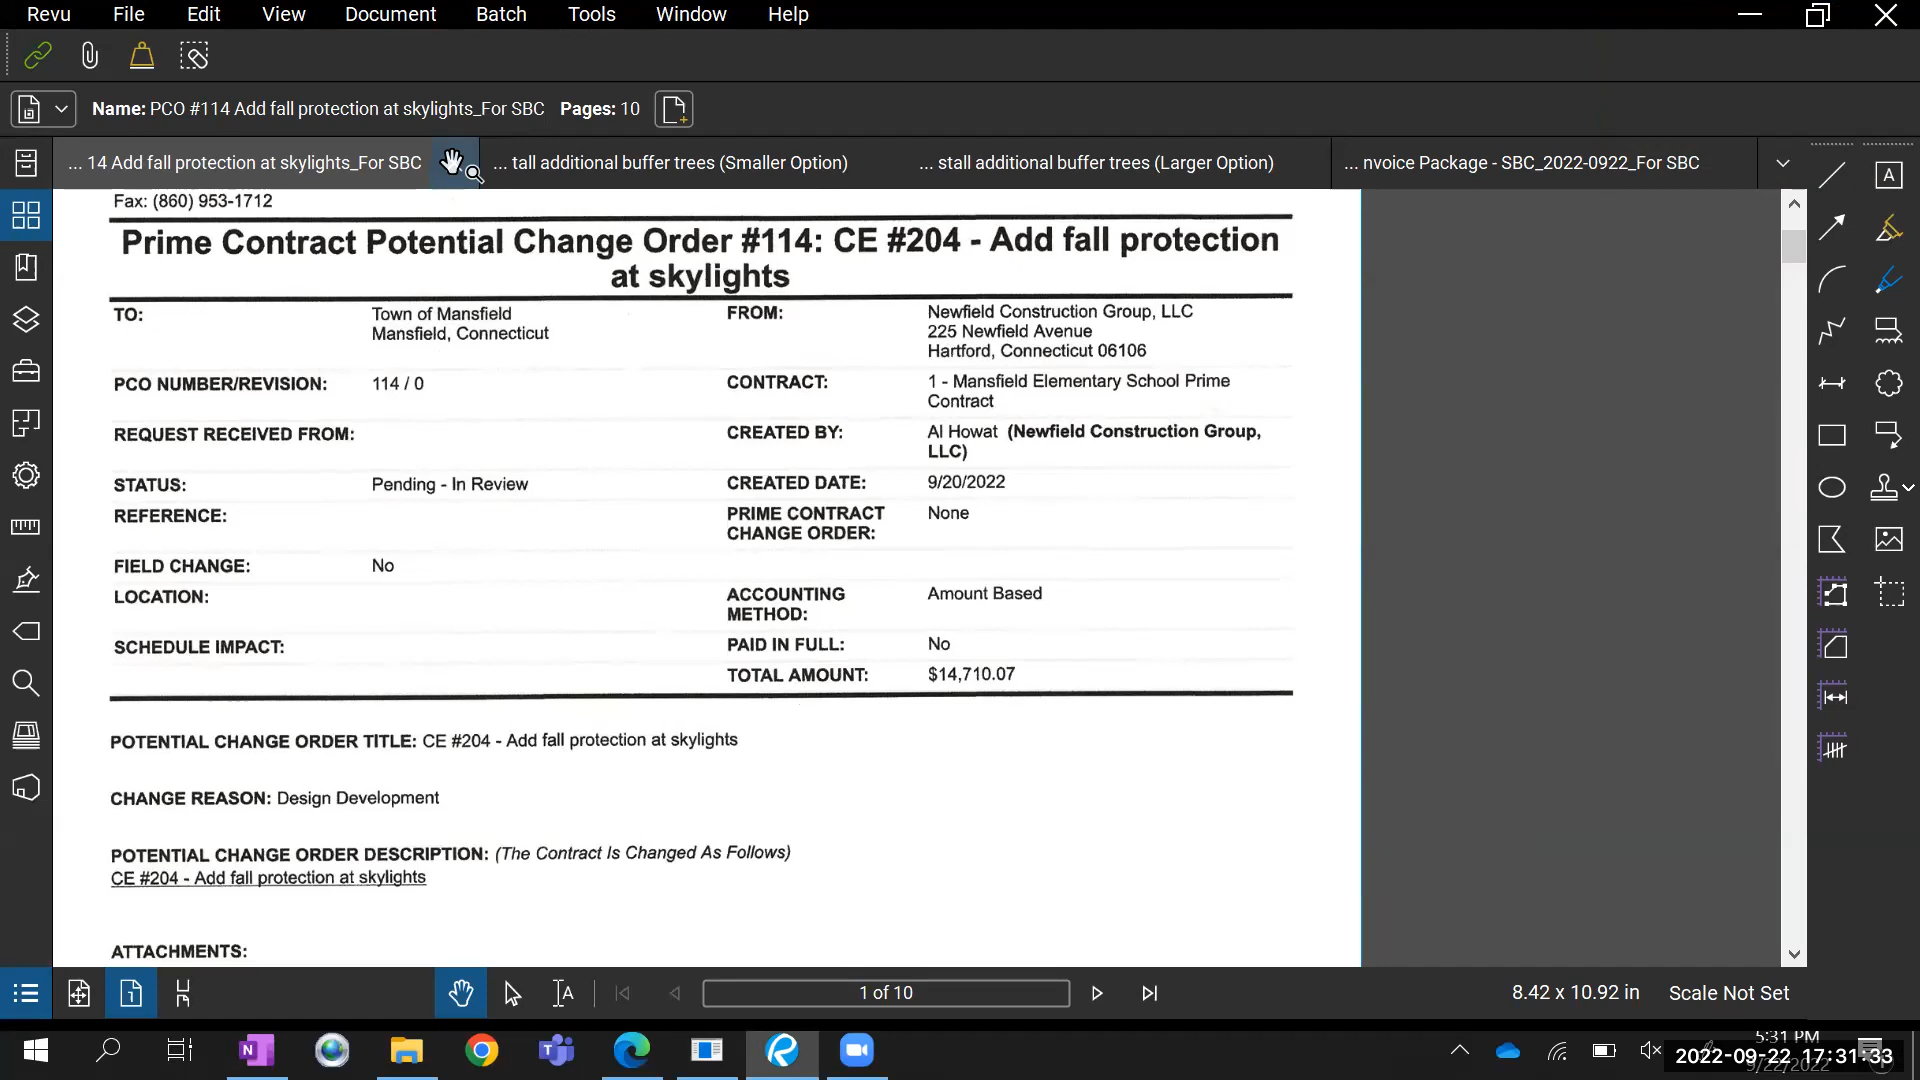 Revu File Edit View Document Batch Tools Window Help
Name: PCO #114 Add fall protection at skylights_For SBC Pages: 10
... 14 Add fall protection at skylights_For SBC ... tall additional buffer trees (Smaller Option) ... stall additional buffer trees (Larger Option) ... nvoice Package - SBC_2022-0922_For SBC
Fax: (860) 953-1712
Prime Contract Potential Change Order #114: CE #204 - Add fall protection
at skylights
TO: Town of Mansfield FROM: Newfield Construction Group, LLC
Mansfield, Connecticut 225 Newfield Avenue
Hartford, Connecticut 06106
PCO NUMBER/REVISION: 114 / 0 CONTRACT: 1 - Mansfield Elementary School Prime
Contract
REQUEST RECEIVED FROM: CREATED BY: Al Howat (Newfield Construction Group,
LLC)
STATUS: Pending - In Review CREATED DATE: 9/20/2022
REFERENCE: PRIME CONTRACT None
CHANGE ORDER:
FIELD CHANGE: No
LOCATION: ACCOUNTING Amount Based
METHOD:
SCHEDULE IMPACT: PAID IN FULL: No
TOTAL AMOUNT: $14,710.07
POTENTIAL CHANGE ORDER TITLE: CE #204 - Add fall protection at skylights
CHANGE REASON: Design Development
POTENTIAL CHANGE ORDER DESCRIPTION: (The Contract Is Changed As Follows)
CE #204 - Add fall protection at skylights
ATTACHMENTS:
1 of 10 8.42 x 10.92 in Scale Not Set
5:31 PM
2022-09-22 17:31:33
9/22/2022